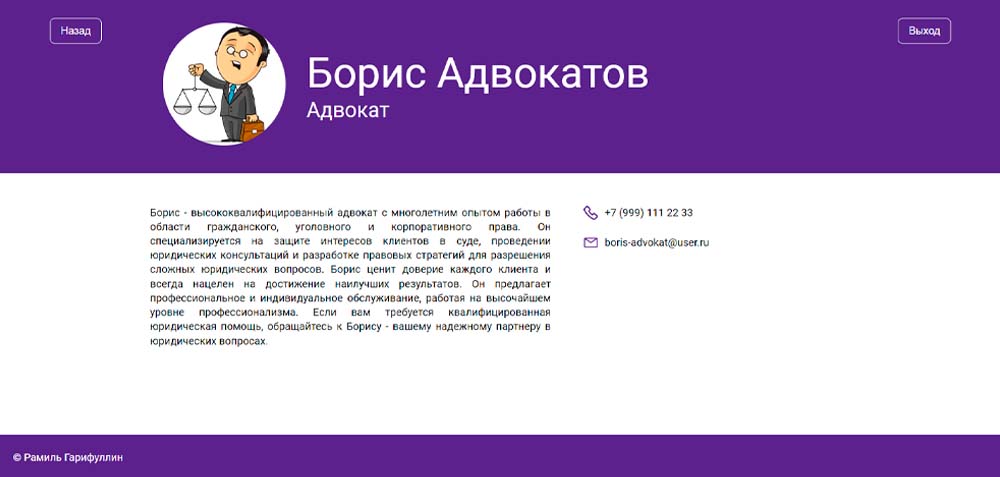 Назад
Выход
Борис Адвокатов
Адвокат
Борис - высококвалифицированный адвокат с многолетним опытом работы в
области гражданского, уголовного и корпоративного права. Он
специализируется на защите интересов клиентов в суде, проведении
юридических консультаций и разработке правовых стратегий для разрешения
сложных юридических вопросов. Борис ценит доверие каждого клиента и
всегда нацелен на достижение наилучших результатов. Он предлагает
профессиональное и индивидуальное обслуживание, работая на высочайшем
уровне профессионализма. Если вам требуется квалифицированная
юридическая помощь, обращайтесь к Борису - вашему надежному партнеру в
юридических вопросах.
+7 (999) 111 22 33
boris-advokat@user.ru
© Рамиль Гарифуллин